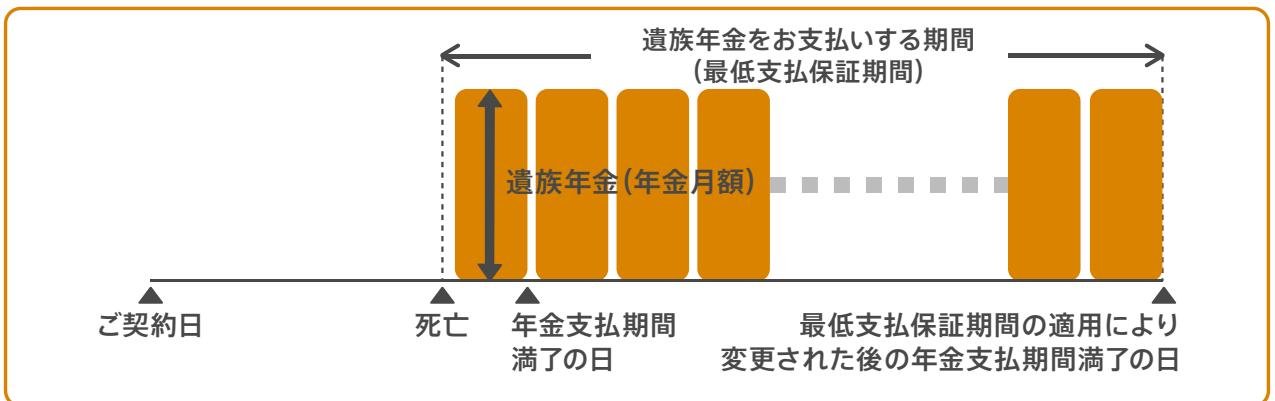 遺族年金をお支払いする期間
(最低支払保証期間)
遺族年金(年金月額)
ご契約日
死亡
年金支払期間
満了の日
最低支払保証期間の適用により
変更された後の年金支払期間満了の日